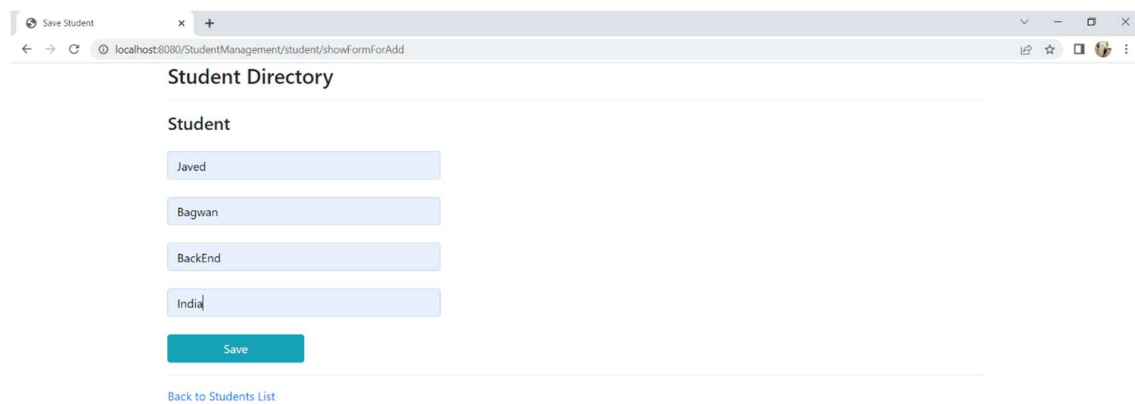 Save Student
localhost:8080/StudentManagement/student/showFormForAdd
Student Directory
Student
Javed
Bagwan
BackEnd
India
Save
Back to Students List